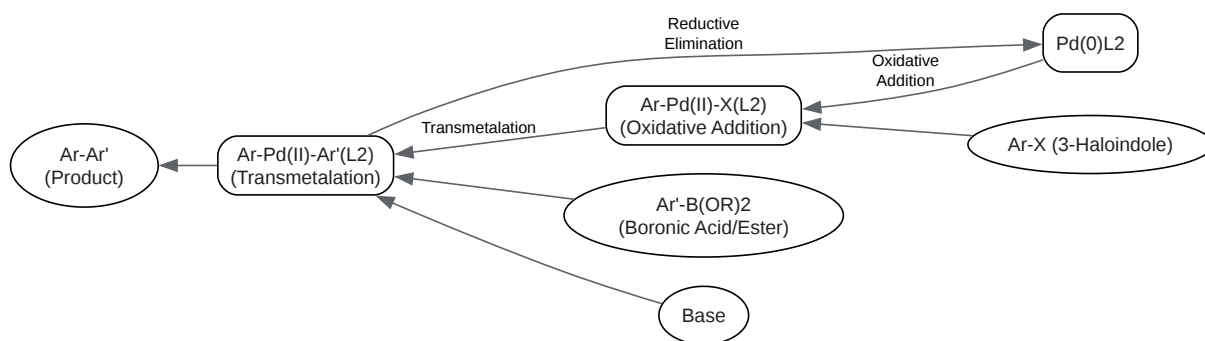 Reductive
Elimination
Pd(0)L2
Oxidative
Addition
Ar-Pd(II)-X(L2)
(Oxidative Addition)
Transmetalation
Ar-X (3-Haloindole)
Ar-Ar'
(Product)
Ar-Pd(II)-Ar'(L2)
(Transmetalation)
Ar'-B(OR)2
(Boronic Acid/Ester)
Base